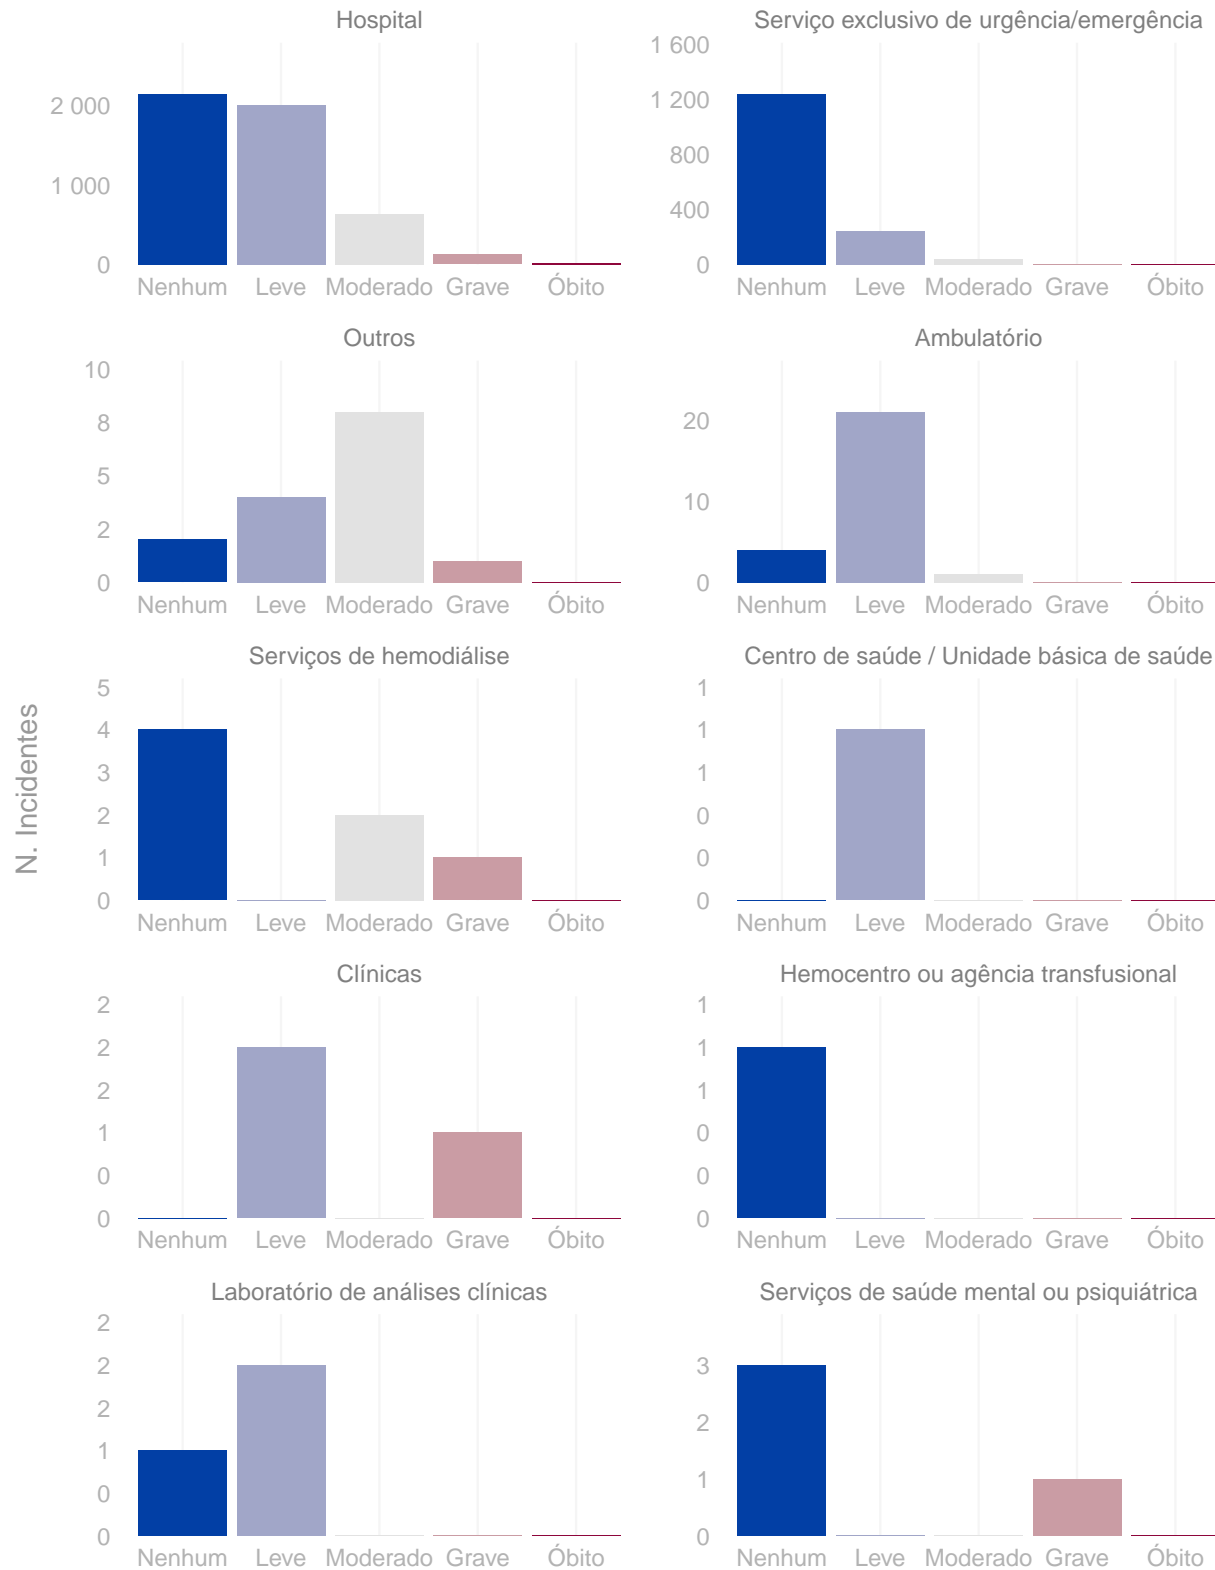 Hospital
2 000
1 000
0
Nenhum Leve Moderado Grave Óbito
Serviço exclusivo de urgência/emergência
1 600
1 200
800
400
0
Nenhum Leve Moderado Grave Óbito
Outros
10
8
5
2
0
Nenhum Leve Moderado Grave Óbito
Ambulatório
20
10
0
Nenhum Leve Moderado Grave Óbito
N. Incidentes
Serviços de hemodiálise
5
4
3
2
1
0
Nenhum Leve Moderado Grave Óbito
Centro de saúde / Unidade básica de saúde
1
1
1
0
0
0
Nenhum Leve Moderado Grave Óbito
Clínicas
2
2
2
1
0
0
Nenhum Leve Moderado Grave Óbito
Hemocentro ou agência transfusional
1
1
1
0
0
0
Nenhum Leve Moderado Grave Óbito
Laboratório de análises clínicas
2
2
2
1
0
0
Nenhum Leve Moderado Grave Óbito
Serviços de saúde mental ou psiquiátrica
3
2
1
0
Nenhum Leve Moderado Grave Óbito